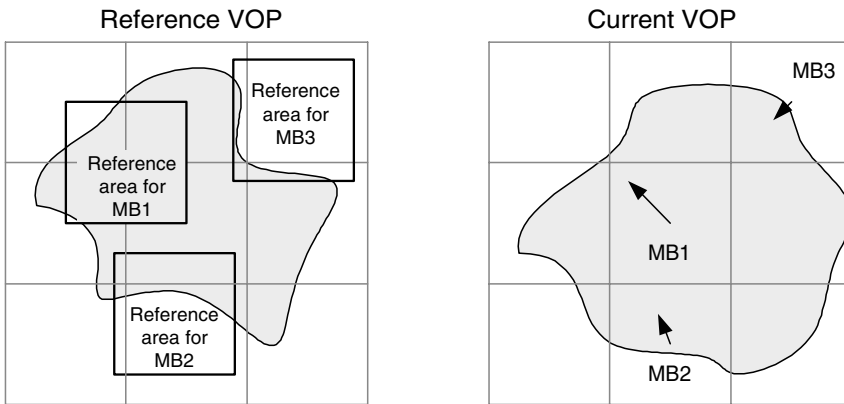 Reference VOP
Current VOP
Reference
area for
MB3
Reference
area for
MB1
Reference
area for
MB2
MB3
MB1
MB2